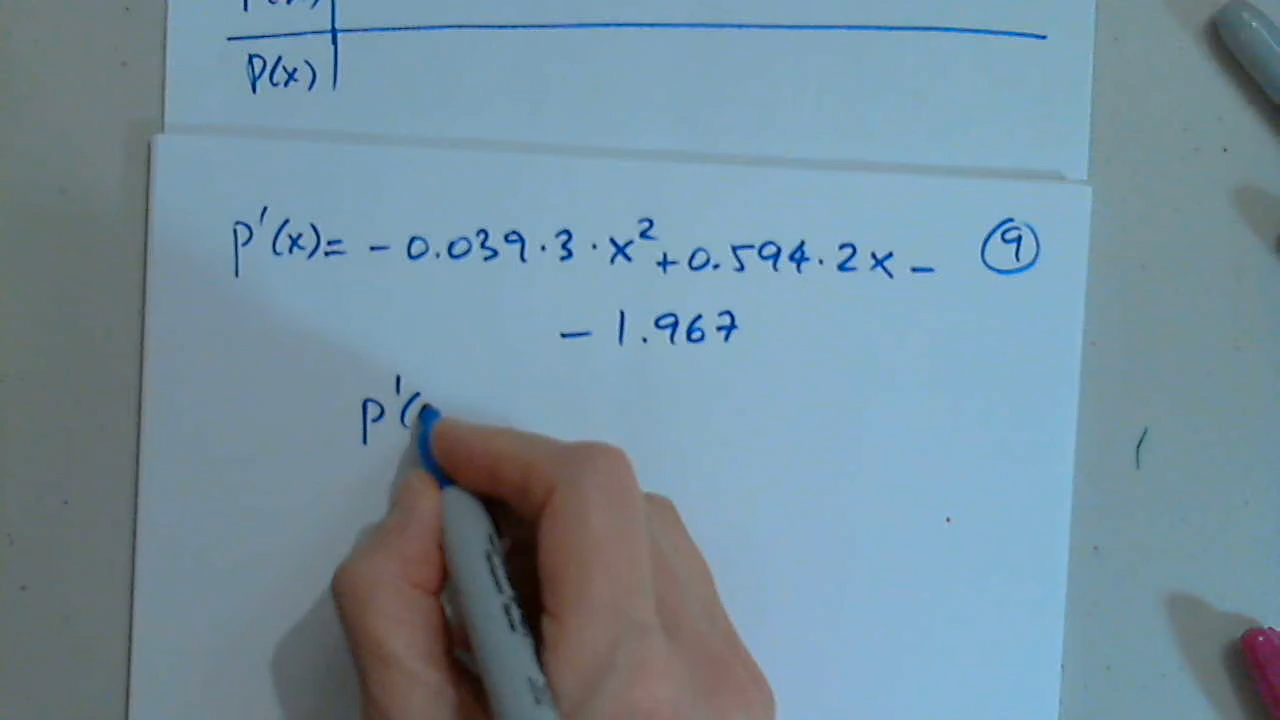 P(x)
P'(x) = - 0.039·3·x² + 0.594·2x - ⑨
- 1.967
P'(